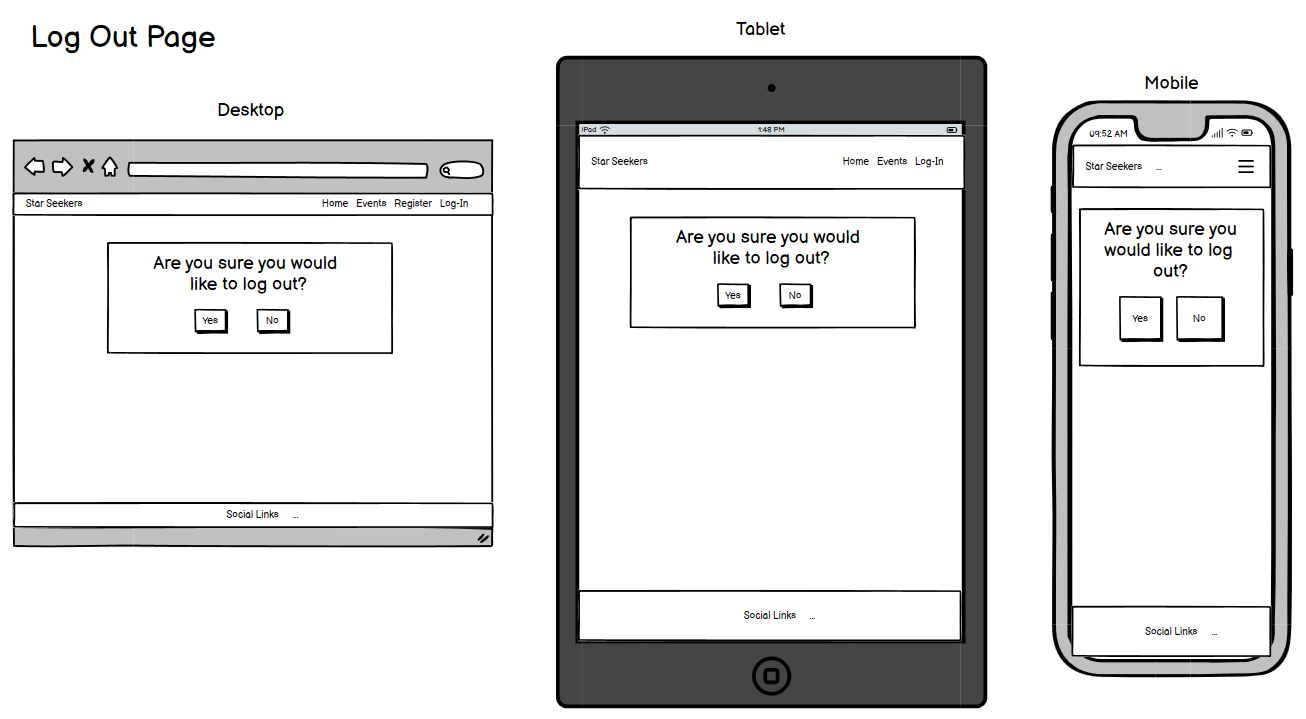 Log Out Page
Desktop
Star Seekers Home Events Register Log-In
Are you sure you would
like to log out?
Yes No
Social Links ...
Tablet
iPad 1:48 PM
Star Seekers Home Events Log-In
Are you sure you would
like to log out?
Yes No
Social Links ...
Mobile
09:52 AM
Star Seekers ...
Are you sure you
would like to log
out?
Yes No
Social Links ...